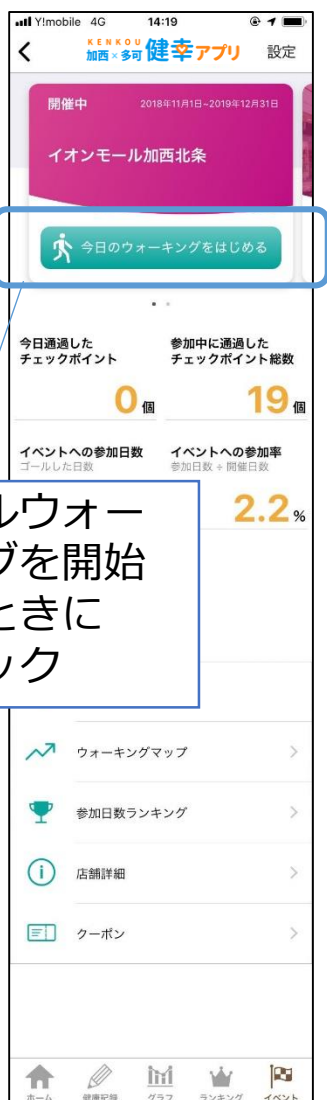 Y!mobile 4G 14:19
KENKOU
加西×多可 健幸アプリ 設定
開催中 2018年11月1日~2019年12月31日
イオンモール加西北条
今日のウォーキングをはじめる
今日通過した
チェックポイント
0個
参加中に通過した
チェックポイント総数
19個
イベントへの参加日数
ゴールした日数
イベントへの参加率
参加日数÷開催日数
2.2%
ルウォー
グを開始
ときに
ック
ウォーキングマップ
参加日数ランキング
店舗詳細
クーポン
ホーム 健康記録 グラフ ランキング イベント